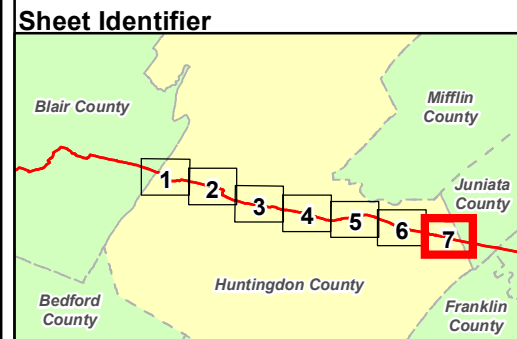 Sheet Identifier
Blair County
Mifflin
County
Juniata
County
1
2
3
4
5
6
7
Huntingdon County
Bedford
County
Franklin
County